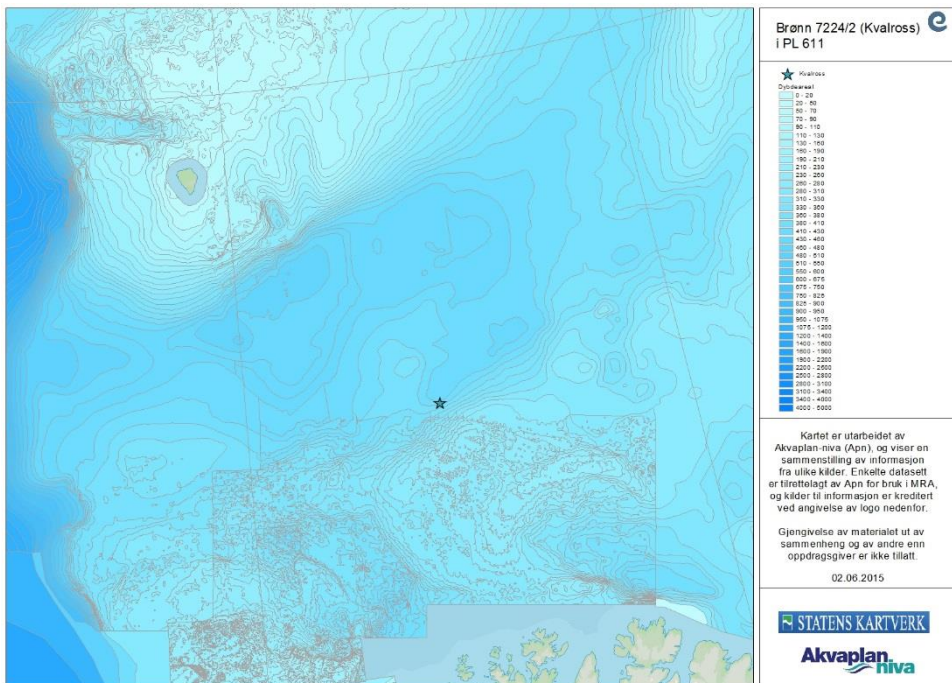 Brønn 7224/2 (Kvalross)
i PL 611
Kvalross
Dybdeareal
0 - 20
20 - 50
50 - 70
70 - 90
90 - 110
110 - 130
130 - 160
160 - 190
190 - 210
210 - 230
230 - 260
260 - 280
280 - 310
310 - 330
330 - 360
360 - 380
380 - 410
410 - 430
430 - 460
460 - 480
480 - 510
510 - 550
550 - 600
600 - 675
675 - 750
750 - 825
825 - 900
900 - 950
950 - 1075
1075 - 1200
1200 - 1400
1400 - 1600
1600 - 1900
1900 - 2200
2200 - 2500
2500 - 2800
2800 - 3100
3100 - 3400
3400 - 4000
4000 - 5000
Kartet er utarbeidet av
Akvaplan-niva (Apn), og viser en
sammenstilling av informasjon
fra ulike kilder. Enkelte datasett
er tilrettelagt av Apn for bruk i MRA,
og kilder til informasjon er kreditert
ved angivelse av logo nedenfor.
Gjengivelse av materialet ut av
sammenheng og av andre enn
oppdragsgiver er ikke tillatt.
02.06.2015
STATENS KARTVERK
Akvaplan
niva